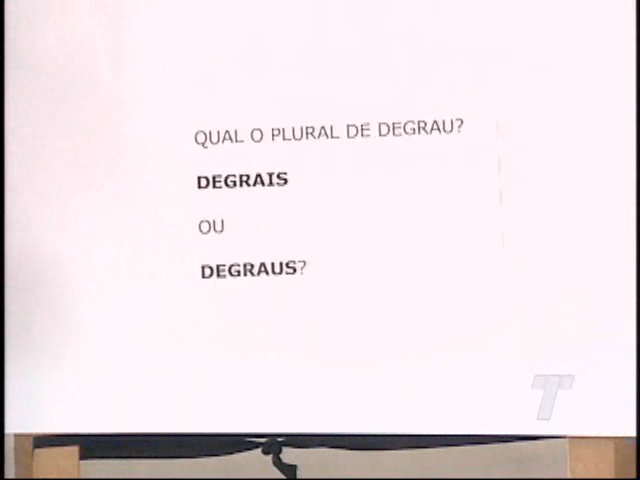 QUAL O PLURAL DE DEGRAU?
DEGRAIS
OU
DEGRAUS?
T